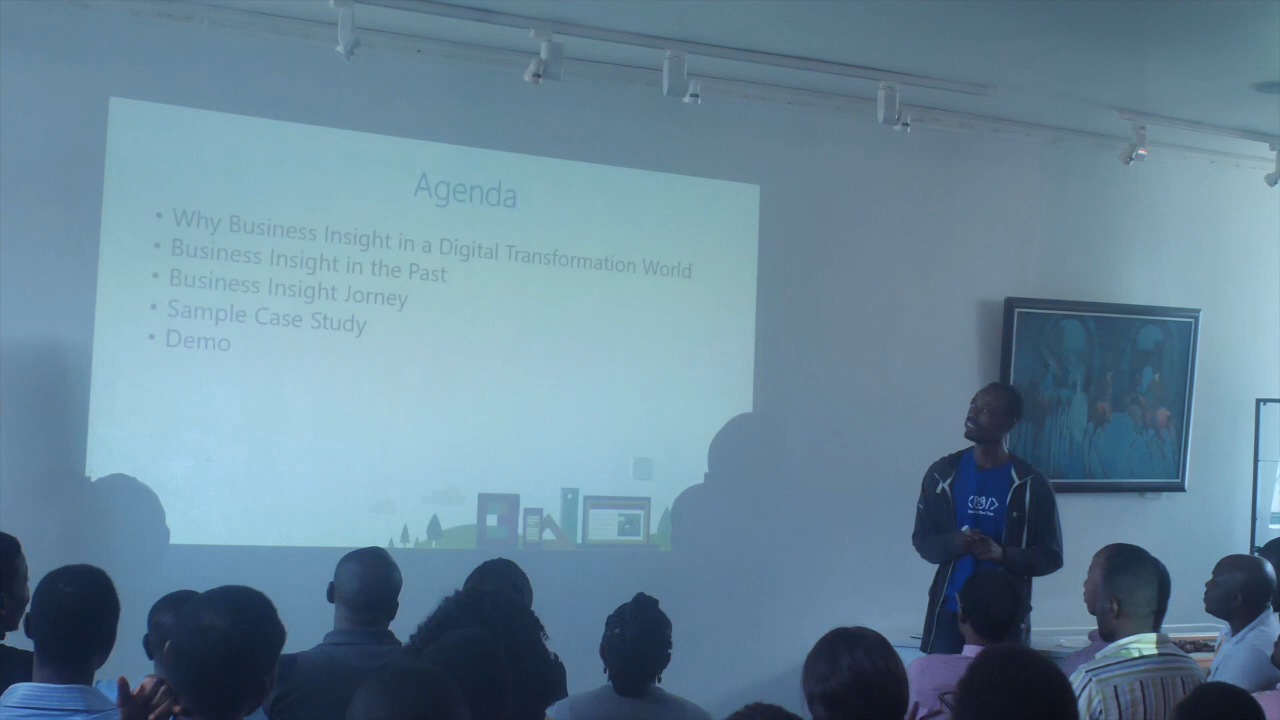 Agenda
• Why Business Insight in a Digital Transformation World
• Business Insight in the Past
• Business Insight Jorney
• Sample Case Study
• Demo